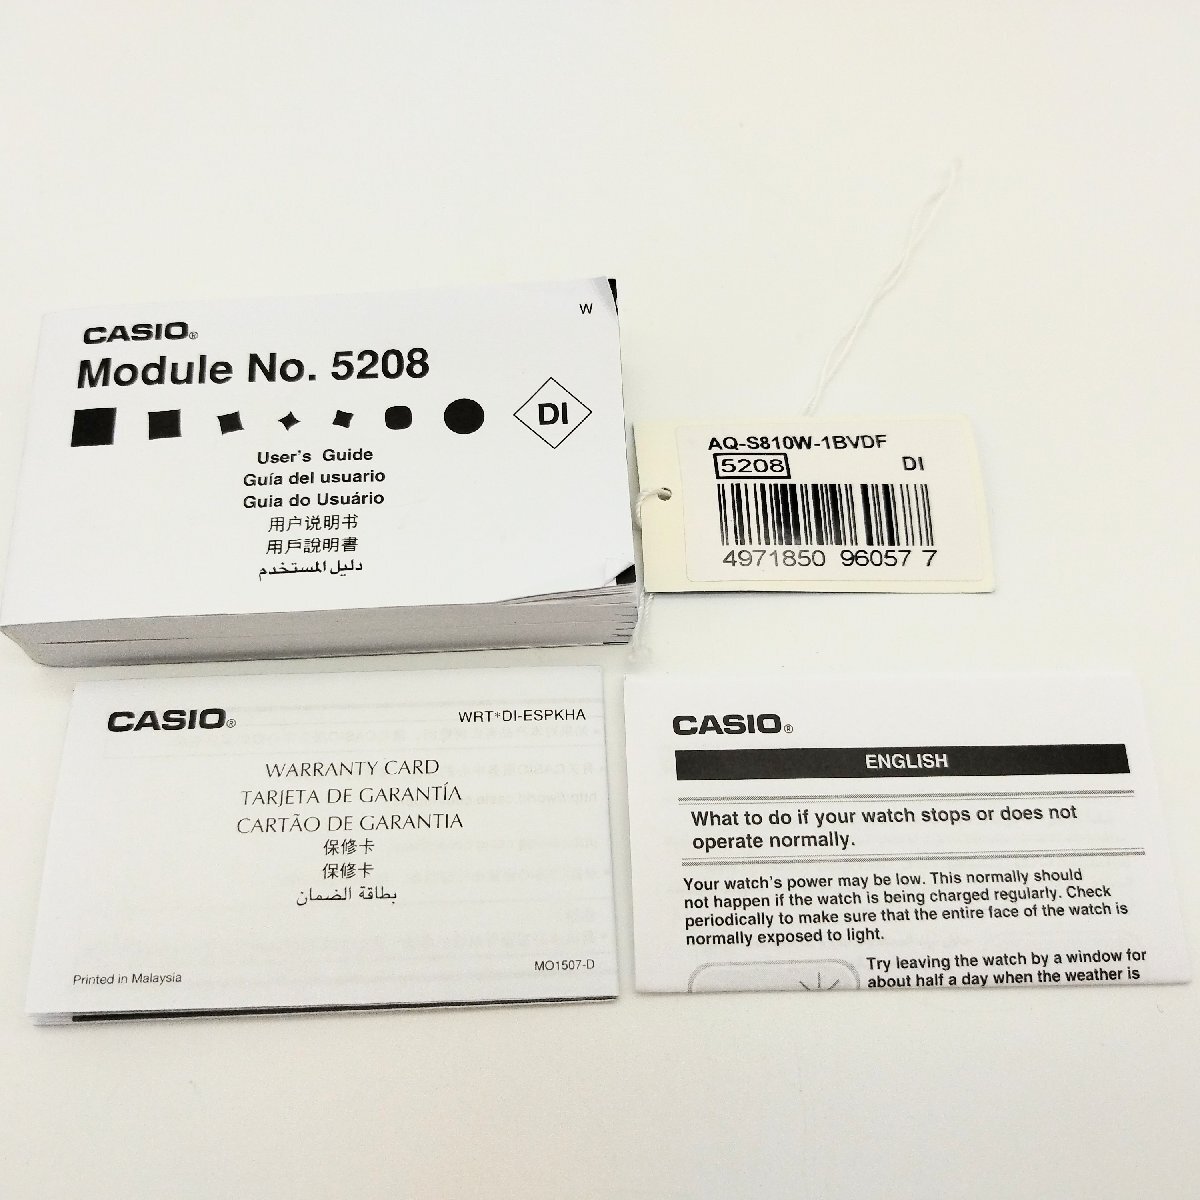 W
CASIO®
Module No. 5208
DI
User's Guide
Guía del usuario
Guia do Usuário
用户说明书
用戶說明書
دليل المستخدم
AQ-S810W-1BVDF
5208 DI
4971850 96057 7
CASIO®
WRT*DI-ESPKHA
WARRANTY CARD
TARJETA DE GARANTÍA
CARTÃO DE GARANTIA
保修卡
保修卡
بطاقة الضمان
Printed in Malaysia
MO1507-D
CASIO®
ENGLISH
What to do if your watch stops or does not
operate normally.
Your watch's power may be low. This normally should
not happen if the watch is being charged regularly. Check
periodically to make sure that the entire face of the watch is
normally exposed to light.
Try leaving the watch by a window for
about half a day when the weather is